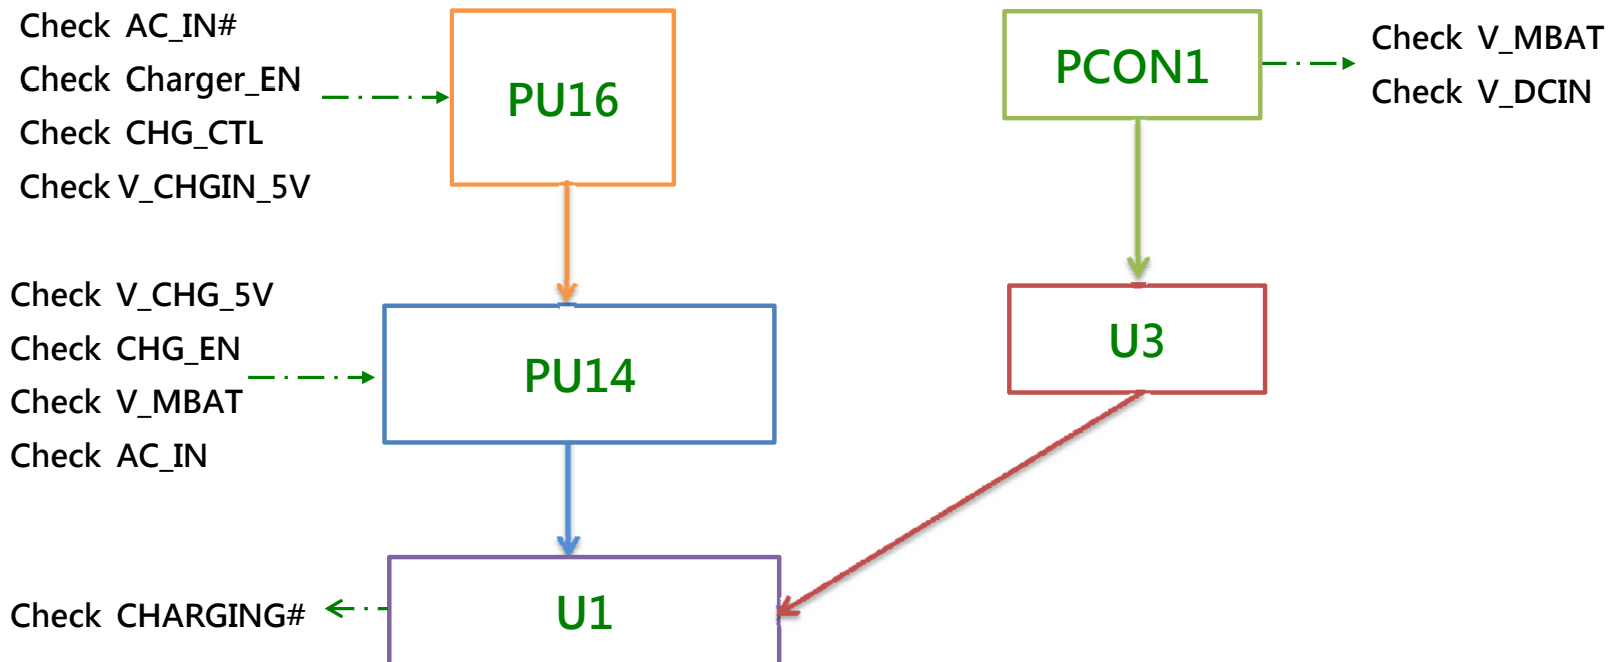 Check AC_IN#
Check Charger_EN
Check CHG_CTL
Check V_CHGIN_5V
PU16
PCON1
Check V_MBAT
Check V_DCIN
Check V_CHG_5V
Check CHG_EN
Check V_MBAT
Check AC_IN
PU14
U3
Check CHARGING#
U1